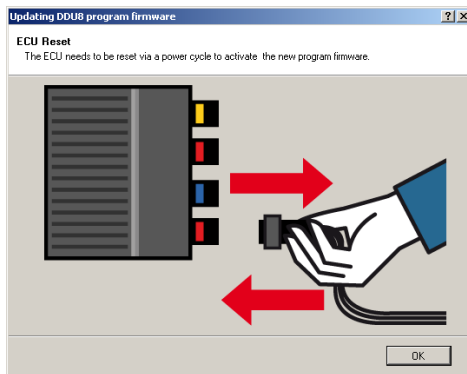 Updating DDU8 program firmware
ECU Reset
The ECU needs to be reset via a power cycle to activate the new program firmware.
OK